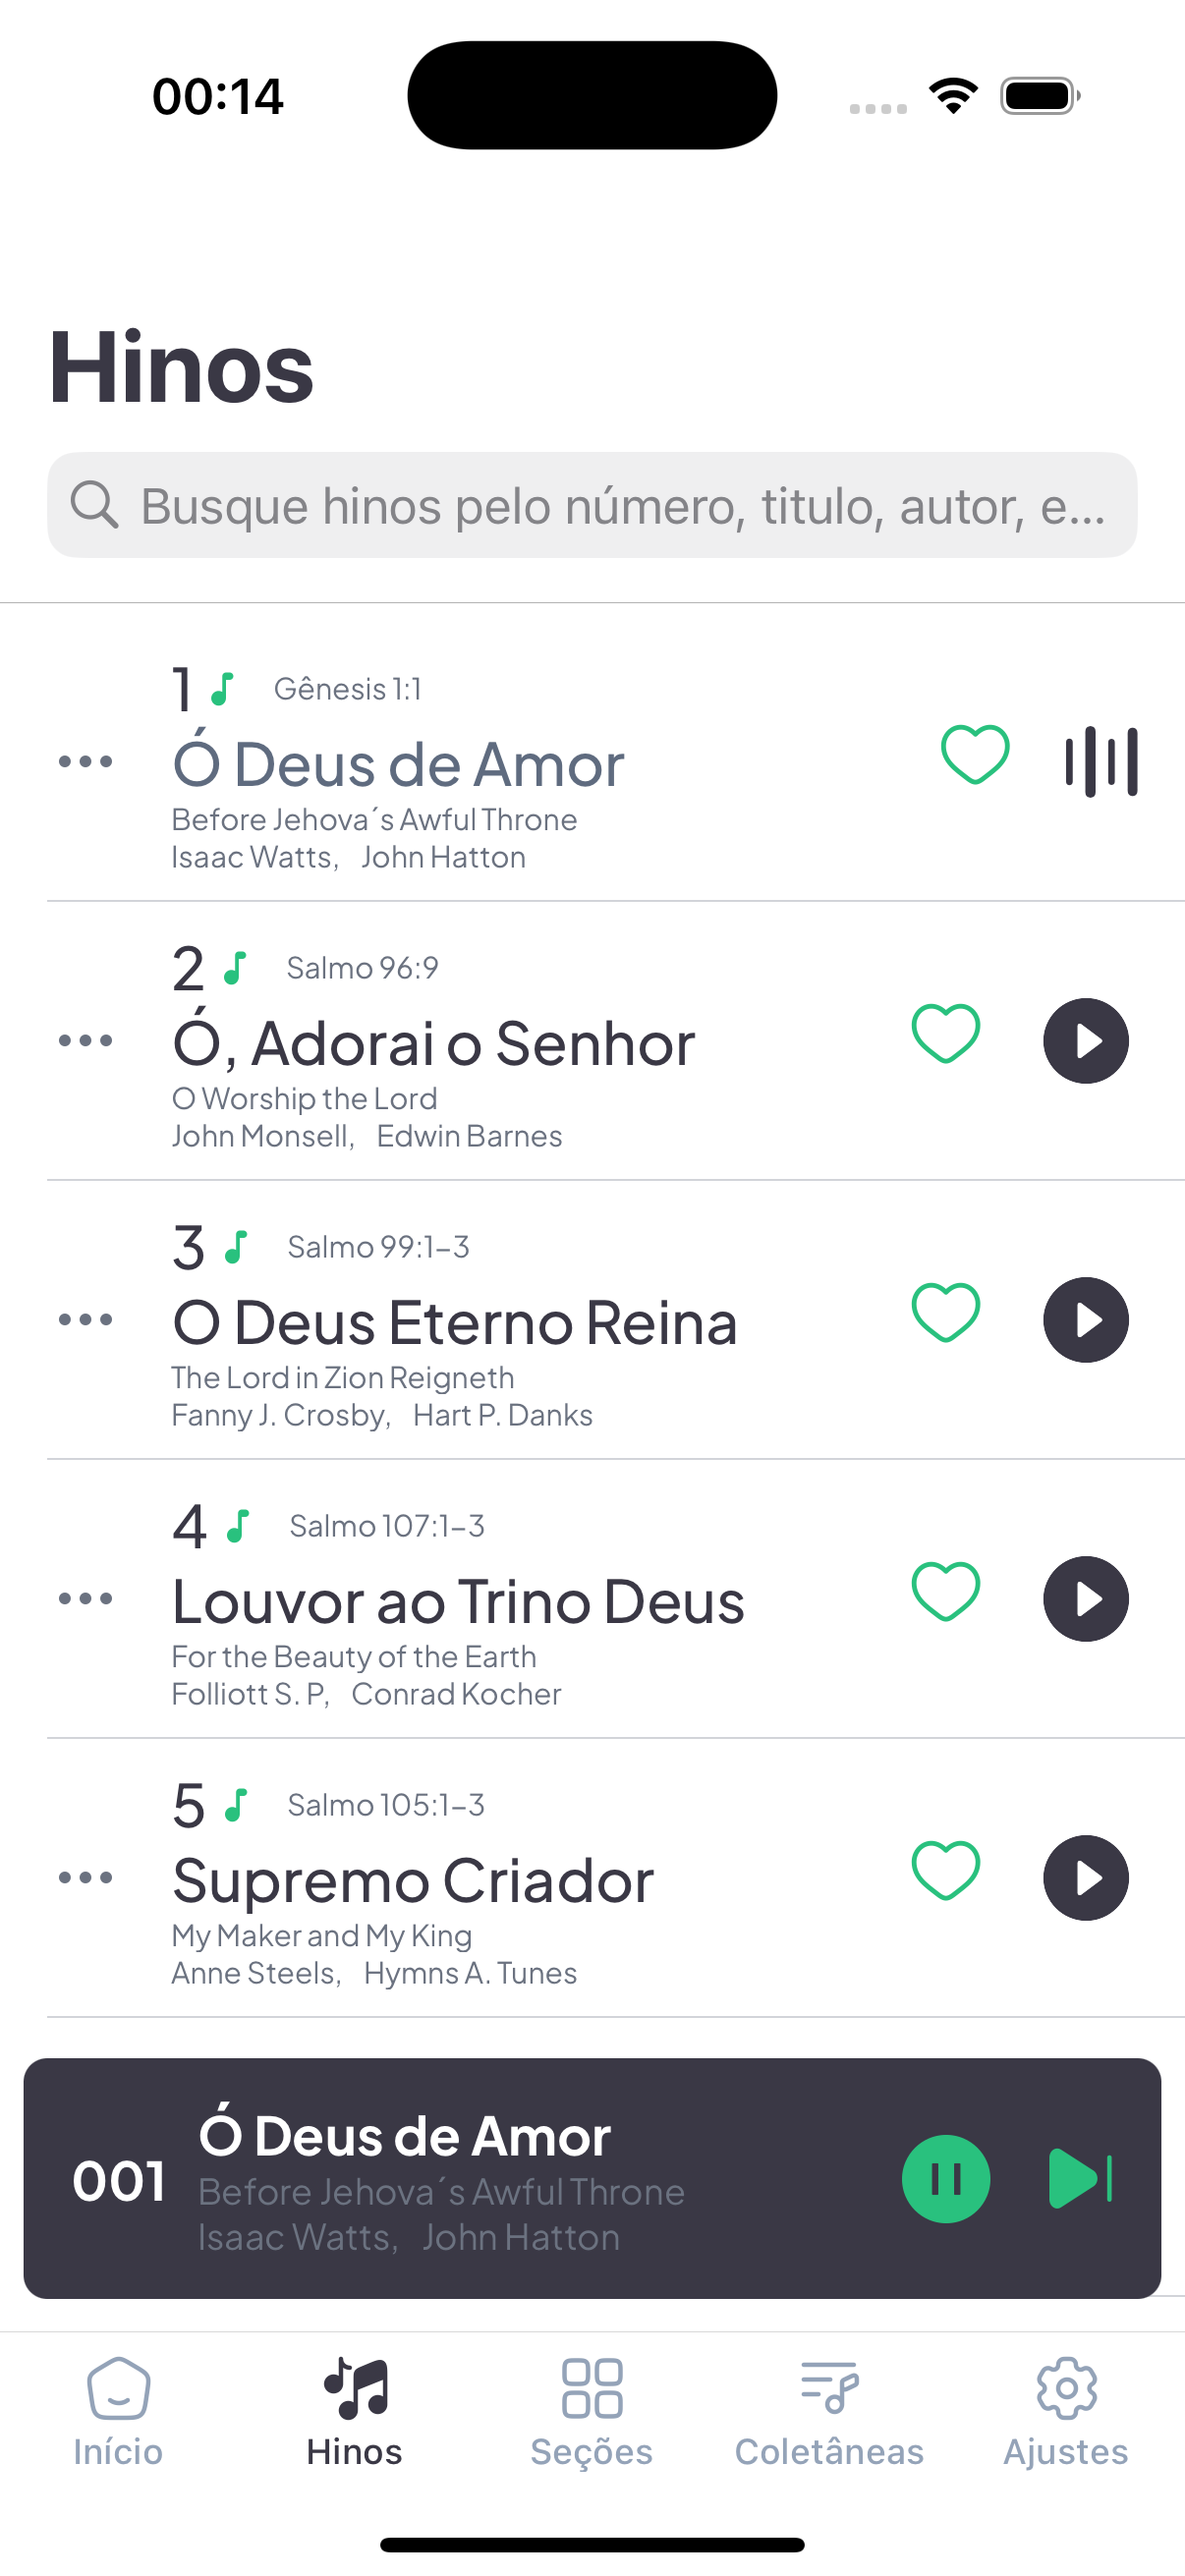 00:14
Hinos
Busque hinos pelo número, titulo, autor, e...
1 Gênesis 1:1
Ó Deus de Amor
Before Jehova´s Awful Throne
Isaac Watts, John Hatton
2 Salmo 96:9
Ó, Adorai o Senhor
O Worship the Lord
John Monsell, Edwin Barnes
3 Salmo 99:1-3
O Deus Eterno Reina
The Lord in Zion Reigneth
Fanny J. Crosby, Hart P. Danks
4 Salmo 107:1-3
Louvor ao Trino Deus
For the Beauty of the Earth
Folliott S. P, Conrad Kocher
5 Salmo 105:1-3
Supremo Criador
My Maker and My King
Anne Steels, Hymns A. Tunes
001
Ó Deus de Amor
Before Jehova´s Awful Throne
Isaac Watts, John Hatton
Início Hinos Seções Coletâneas Ajustes